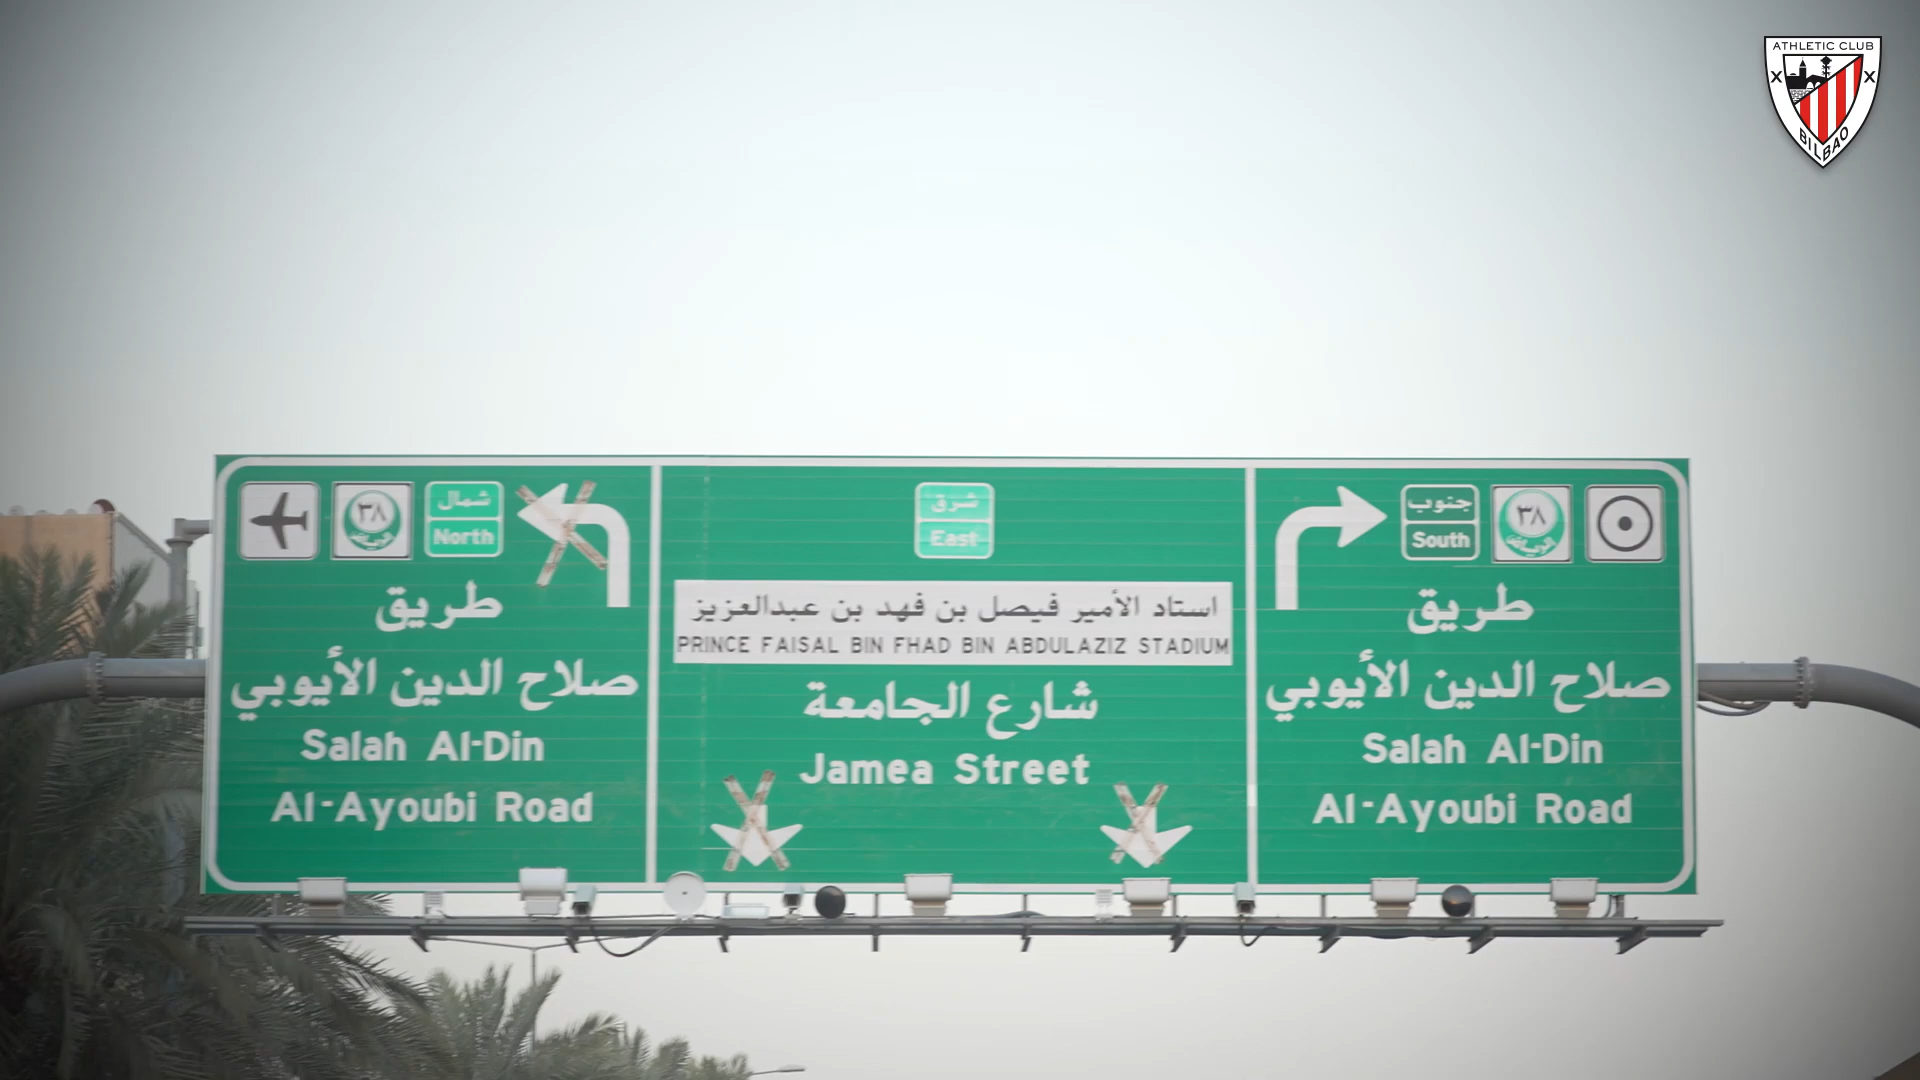 ATHLETIC CLUB
BILBAO
شمال
North
٣٨
الرياض
طريق
صلاح الدين الأيوبي
Salah Al-Din
Al-Ayoubi Road
شرق
East
استاد الأمير فيصل بن فهد بن عبدالعزيز
PRINCE FAISAL BIN FHAD BIN ABDULAZIZ STADIUM
شارع الجامعة
Jamea Street
جنوب
South
٣٨
الرياض
طريق
صلاح الدين الأيوبي
Salah Al-Din
Al-Ayoubi Road